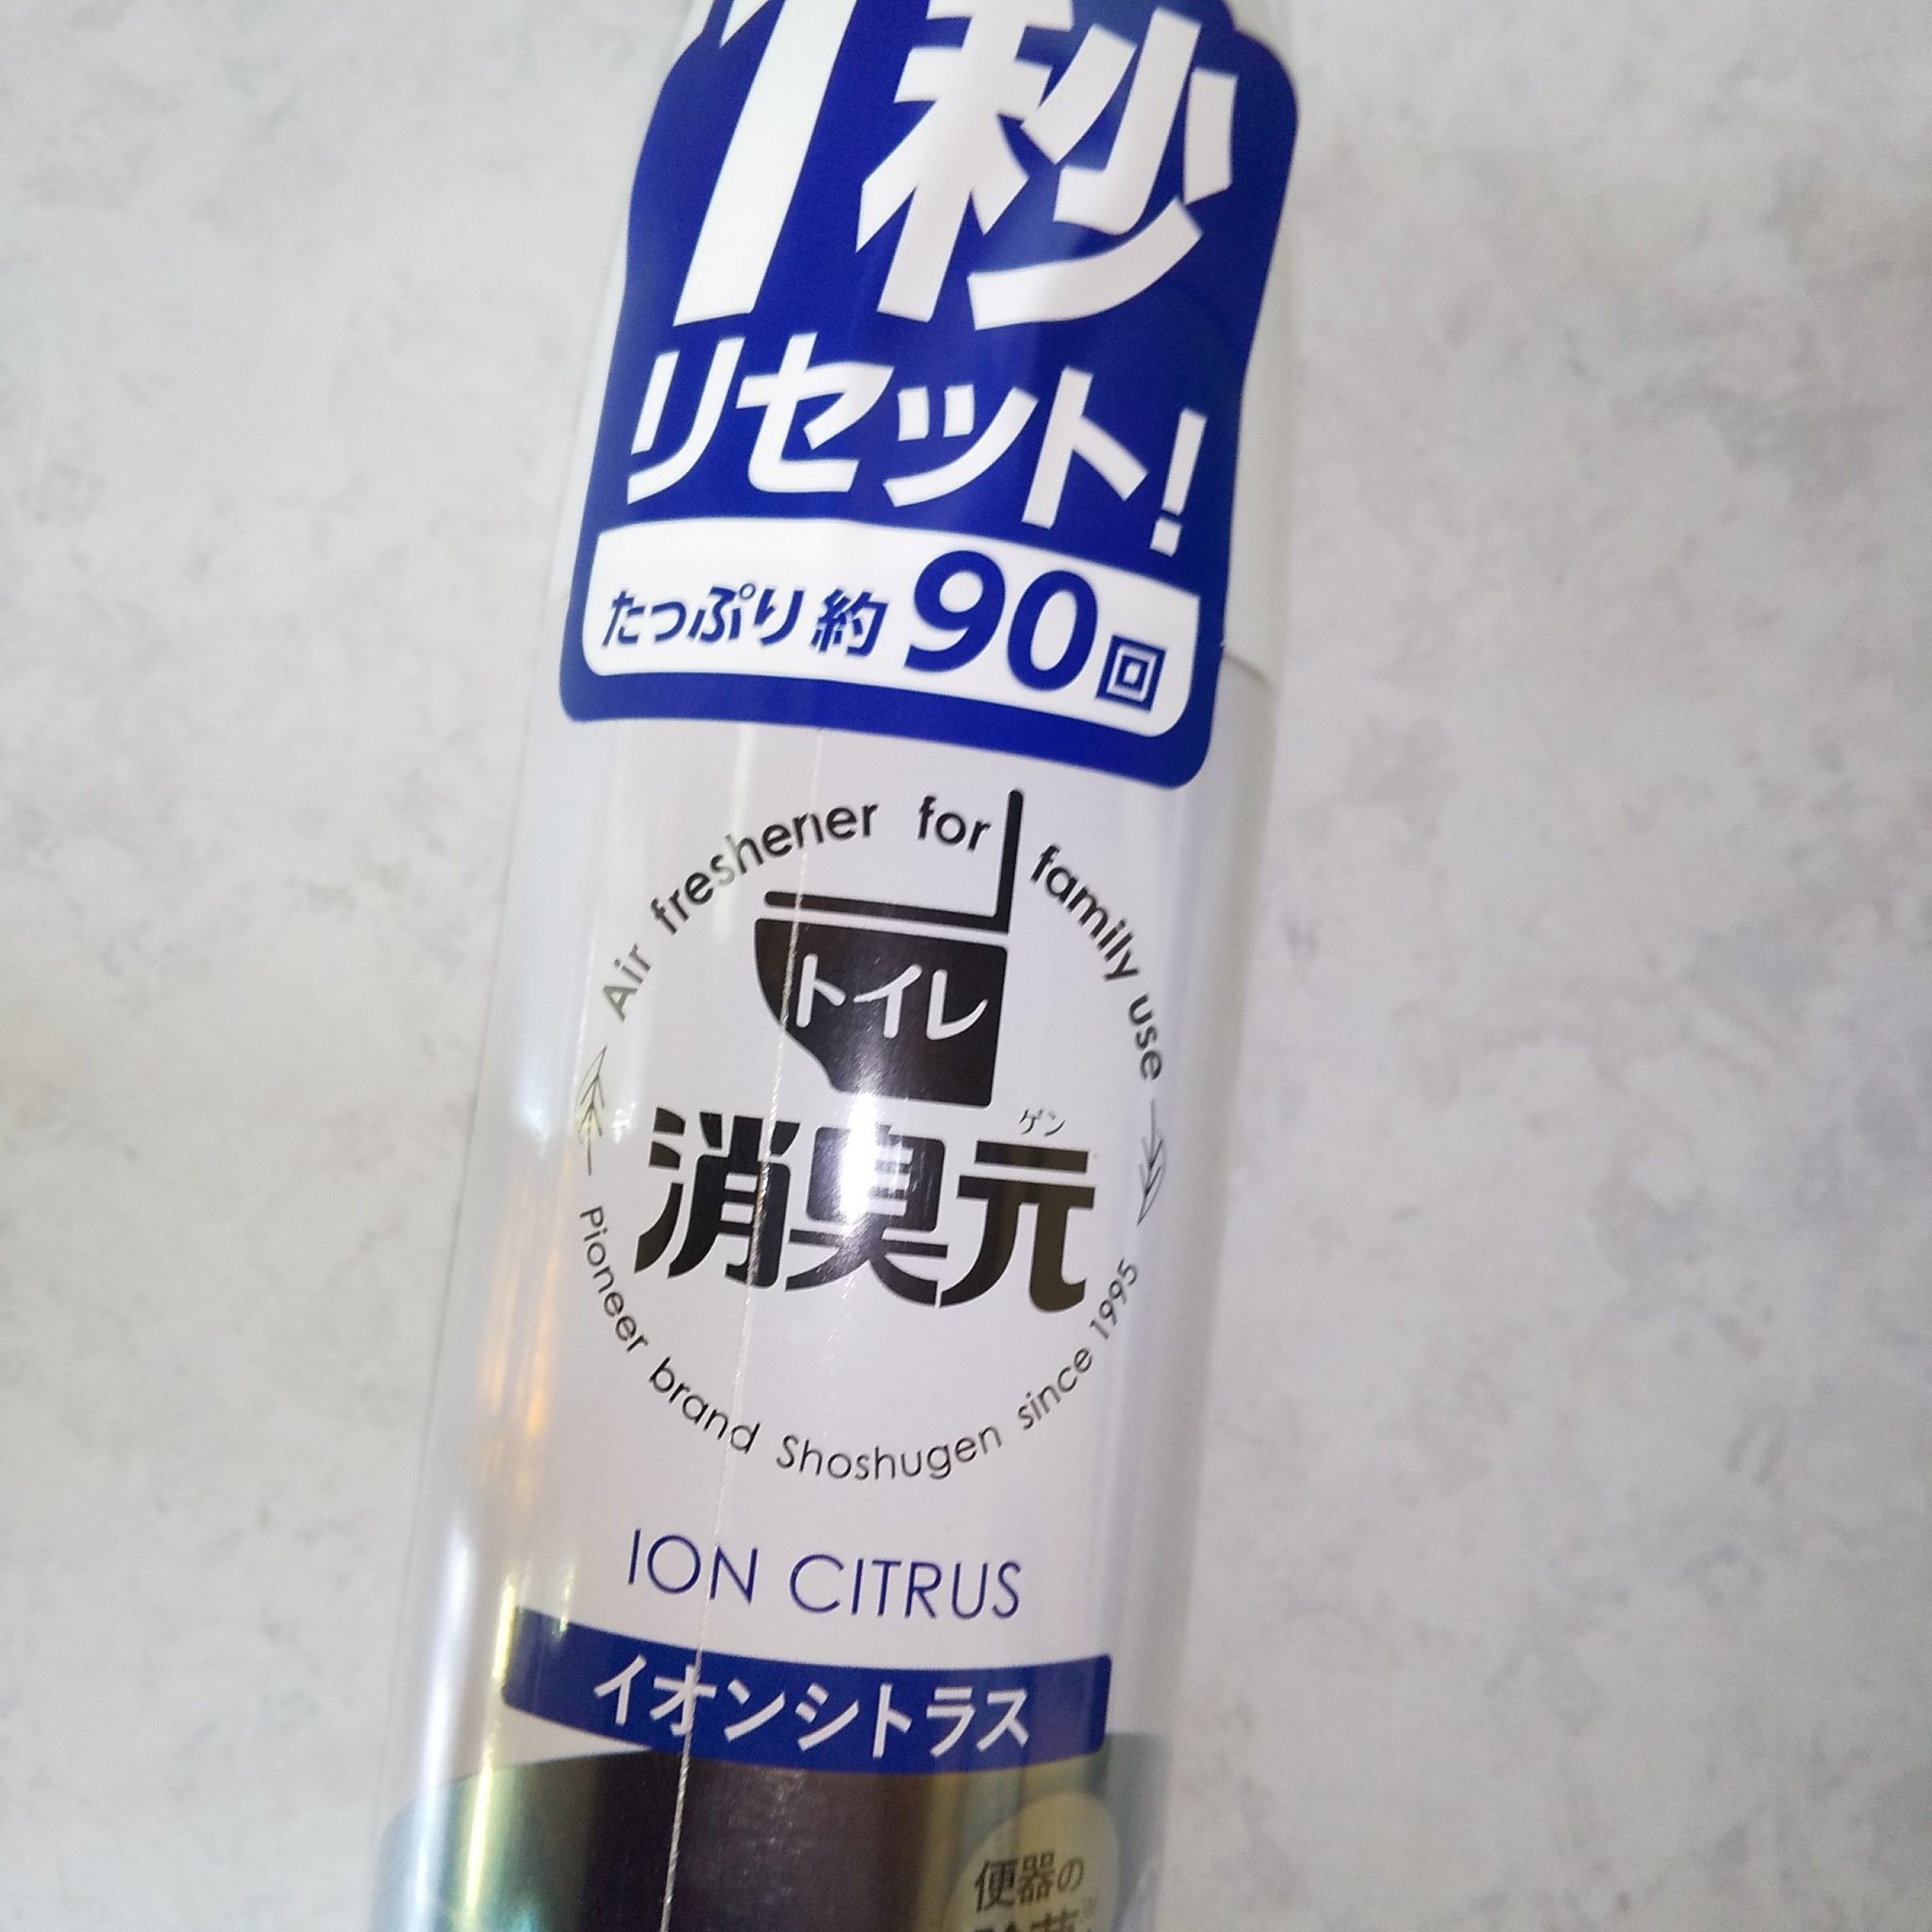 1秒
リセット!
たっぷり約90回
Air freshener for family use
トイレ
ゲン
消臭元
Pioneer brand Shoshugen since 1995
ION CITRUS
イオンシトラス
便器の
除菌